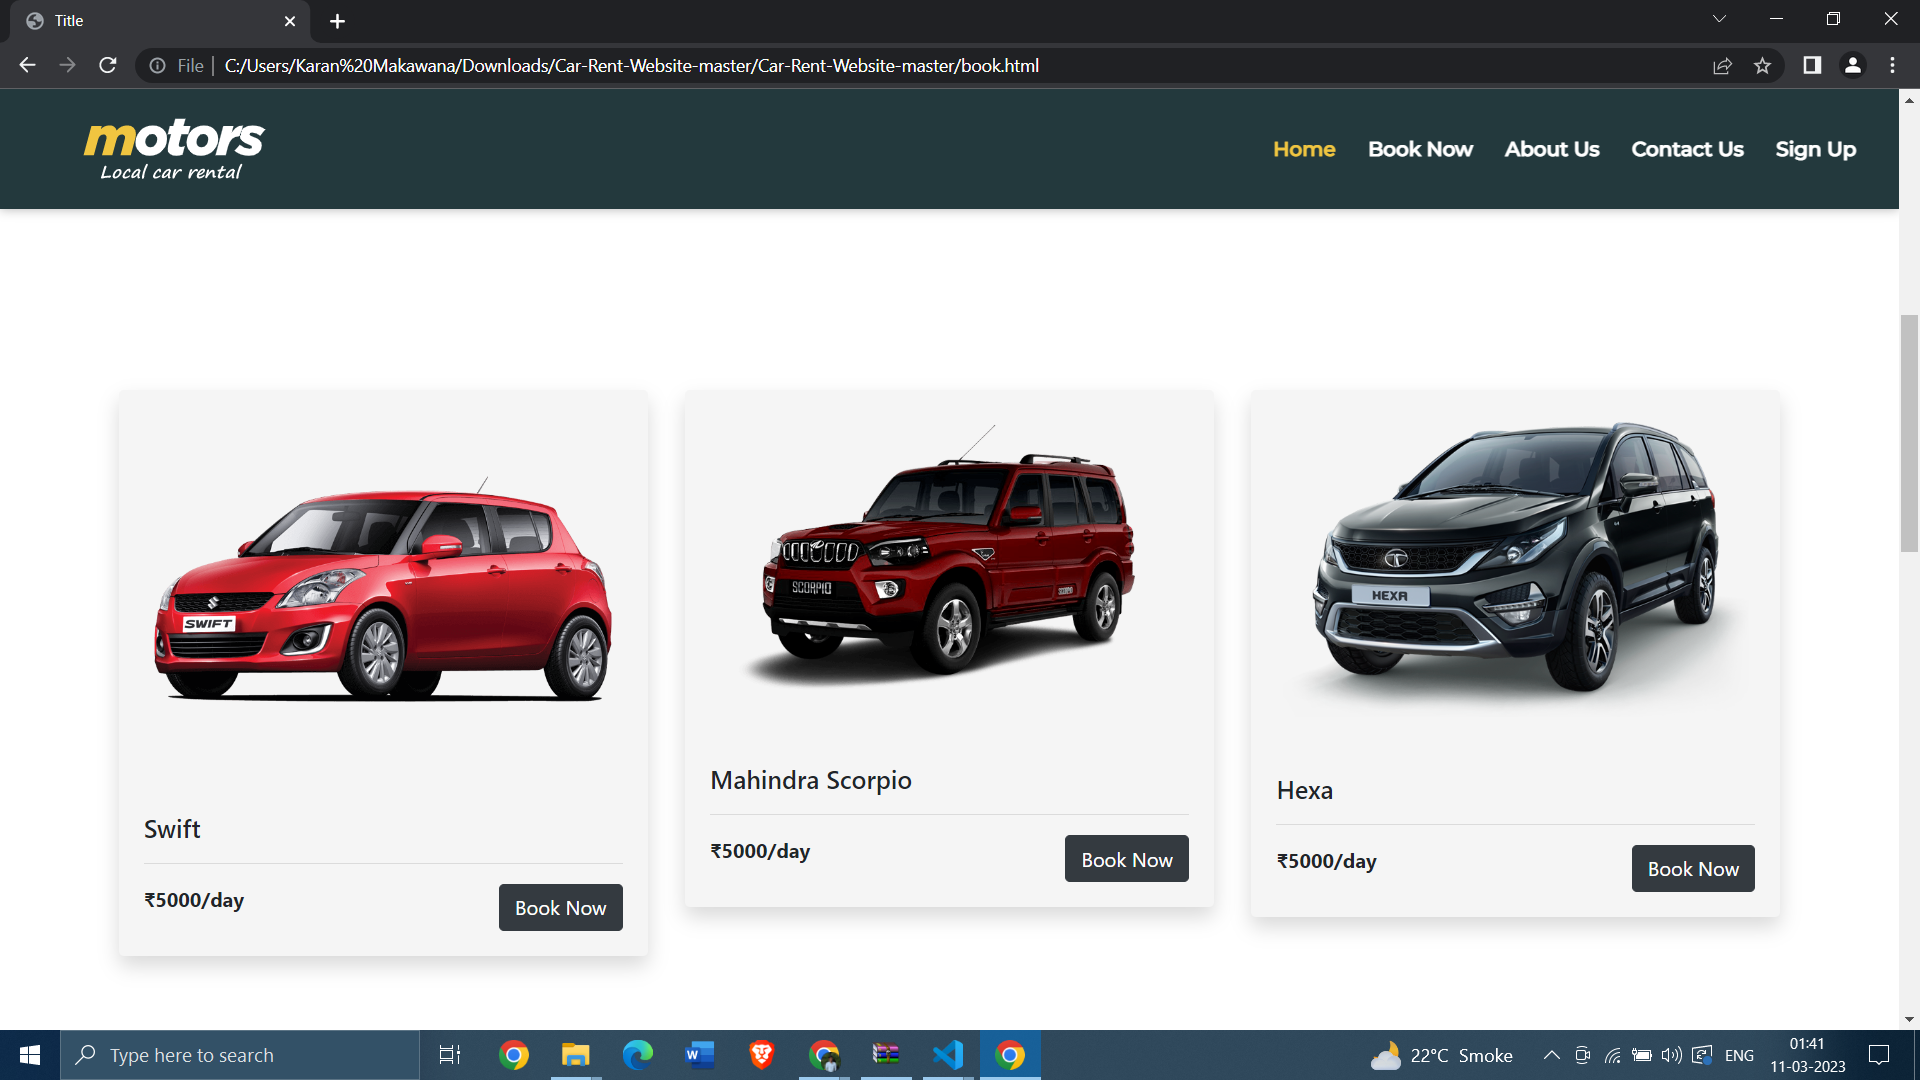 Title
File
C:/Users/Karan%20Makawana/Downloads/Car-Rent-Website-master/Car-Rent-Website-master/book.html
motors
Local car rental
Home Book Now About Us Contact Us Sign Up
SWIFT
SCORPIO
HEXA
Swift
₹5000/day Book Now
Mahindra Scorpio
₹5000/day Book Now
Hexa
₹5000/day Book Now
Type here to search
22°C Smoke
ENG
01:41
11-03-2023